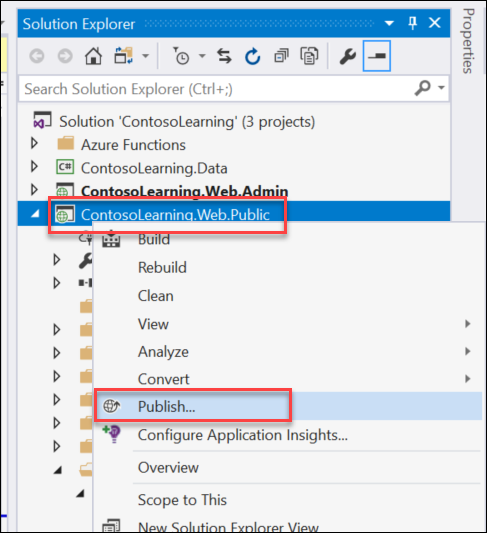 Solution Explorer
Search Solution Explorer (Ctrl+;)
Solution 'ContosoLearning' (3 projects)
Azure Functions
C# ContosoLearning.Data
ContosoLearning.Web.Admin
ContosoLearning.Web.Public
Build
Rebuild
Clean
View
Analyze
Convert
Publish...
Configure Application Insights...
Overview
Scope to This
New Solution Explorer View
Properties